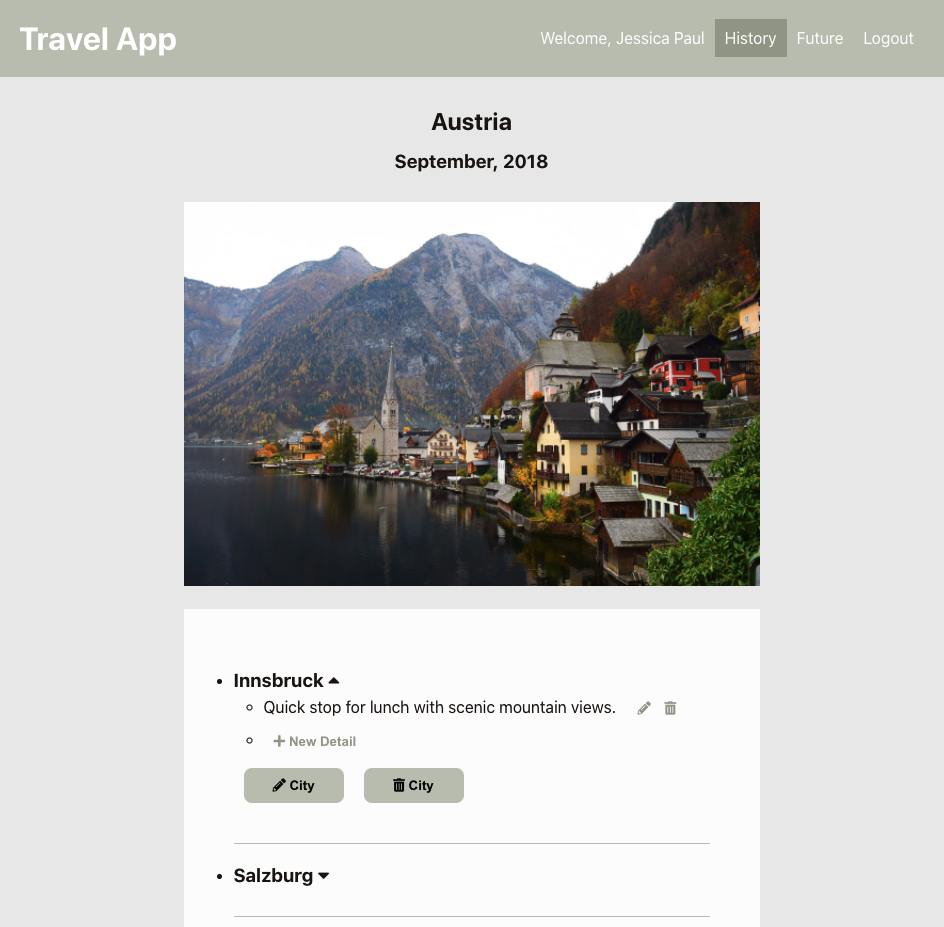 Travel App
Welcome, Jessica Paul History Future Logout
Austria
September, 2018
Innsbruck
Quick stop for lunch with scenic mountain views.
New Detail
City City
Salzburg